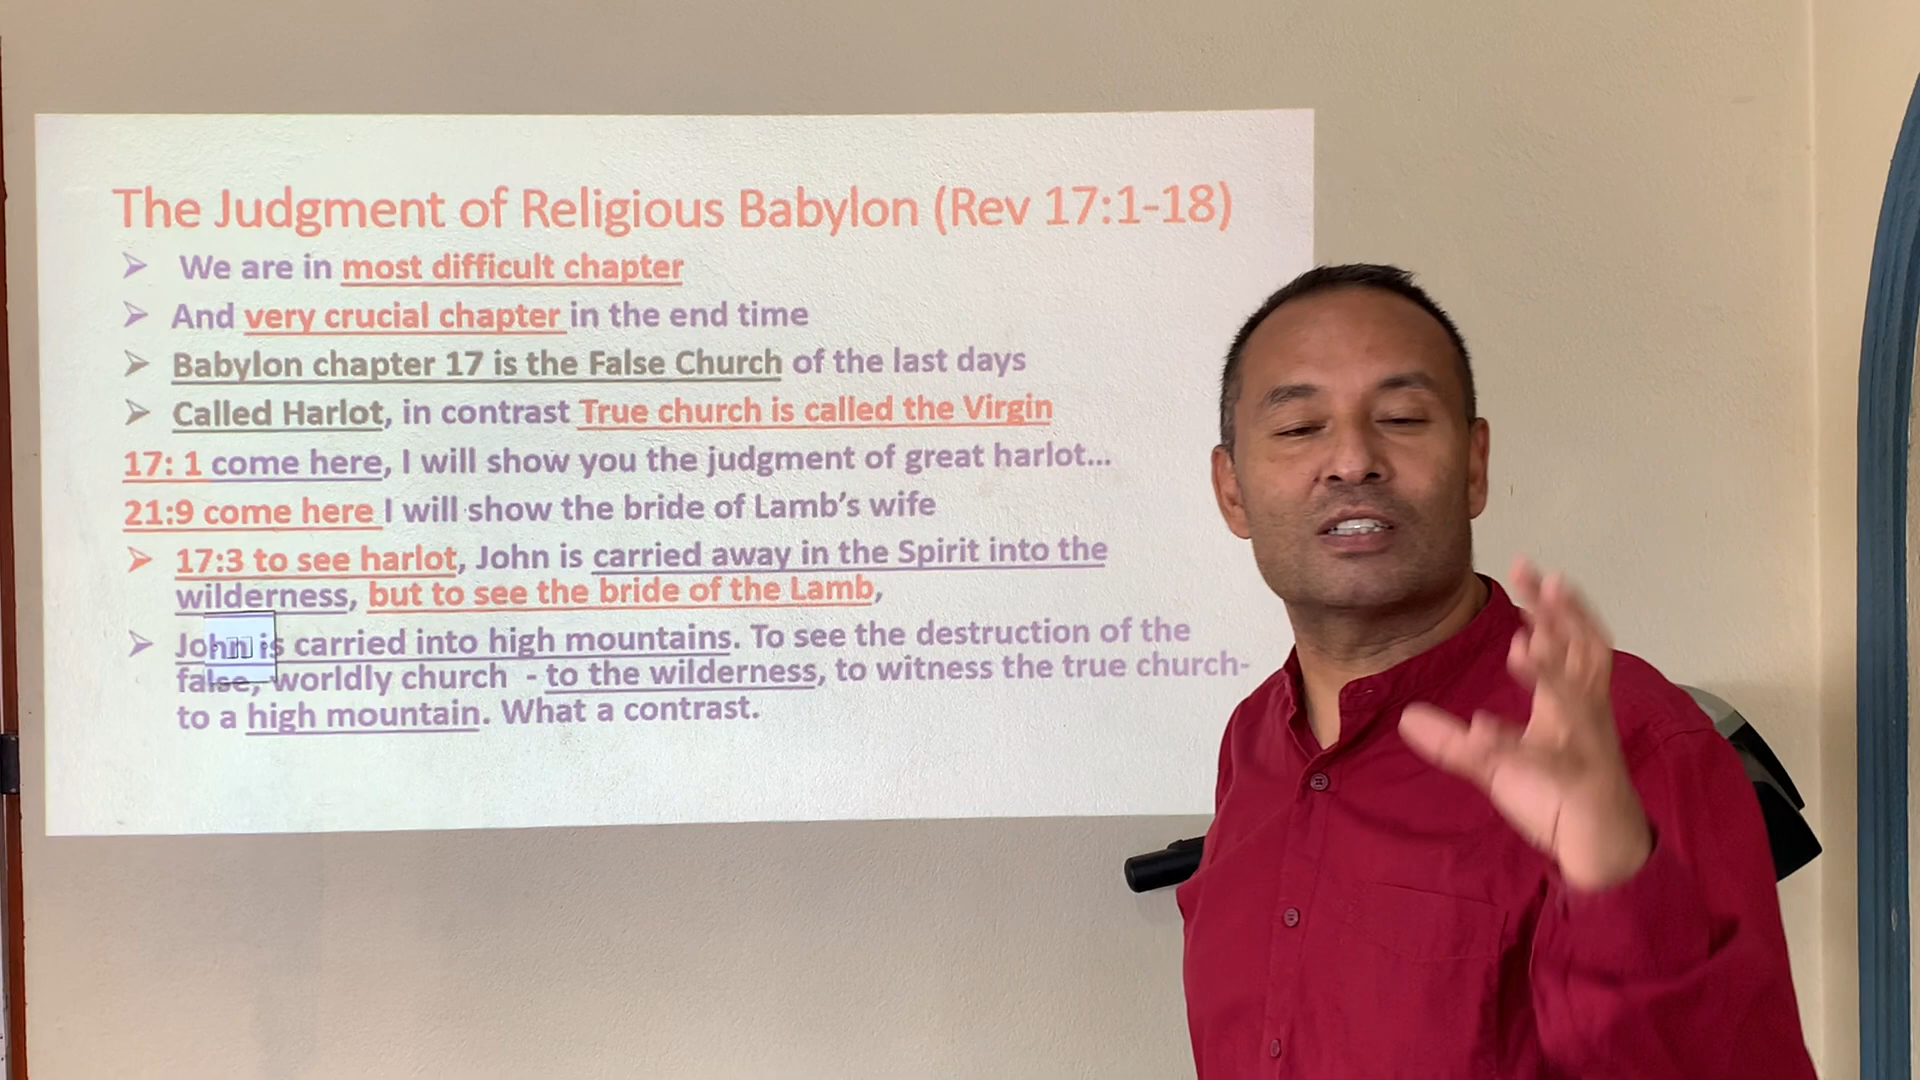 The Judgment of Religious Babylon (Rev 17:1-18)
We are in most difficult chapter
And very crucial chapter in the end time
Babylon chapter 17 is the False Church of the last days
Called Harlot, in contrast True church is called the Virgin
17: 1 come here, I will show you the judgment of great harlot...
21:9 come here I will show the bride of Lamb's wife
17:3 to see harlot, John is carried away in the Spirit into the
wilderness, but to see the bride of the Lamb,
John is carried into high mountains. To see the destruction of the
false, worldly church - to the wilderness, to witness the true church-
to a high mountain. What a contrast.